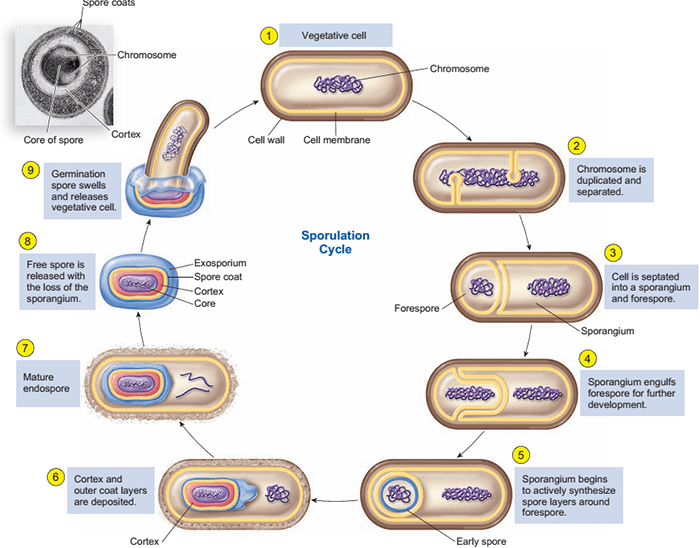 Spore coats
Chromosome
Cortex
Core of spore
1
Vegetative cell
Chromosome
Cell wall
Cell membrane
2
Chromosome is
duplicated and
separated.
Sporulation
Cycle
3
Cell is septated
into a sporangium
and forespore.
Forespore
Sporangium
4
Sporangium engulfs
forespore for further
development.
5
Sporangium begins
to actively synthesize
spore layers around
forespore.
Early spore
6
Cortex and
outer coat layers
are deposited.
Cortex
7
Mature
endospore
8
Free spore is
released with
the loss of the
sporangium.
Exosporium
Spore coat
Cortex
Core
9
Germination
spore swells
and releases
vegetative cell.